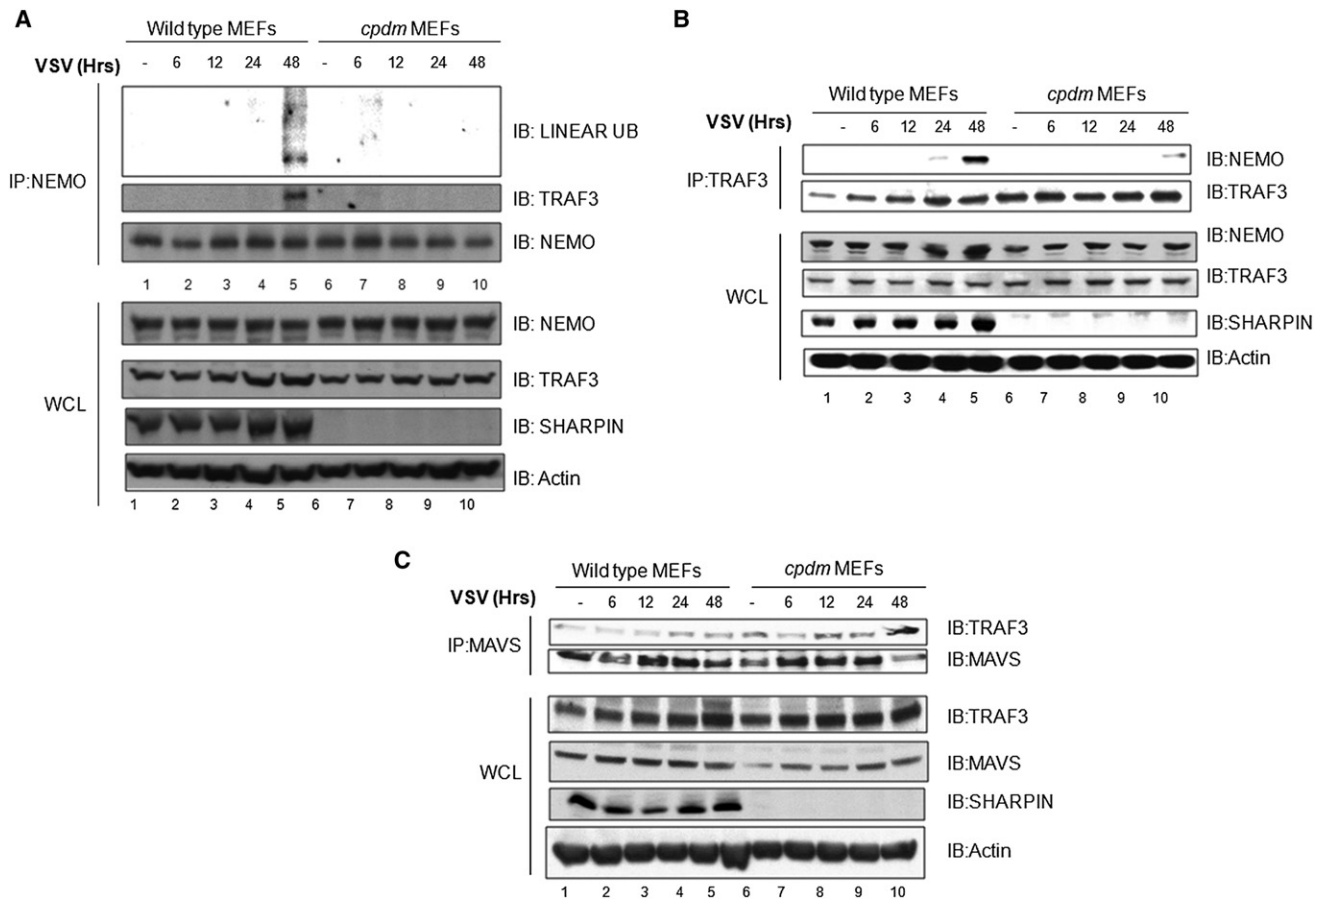 A
Wild type MEFs cpdm MEFs
VSV (Hrs) - 6 12 24 48 - 6 12 24 48
IB: LINEAR UB
IP:NEMO
IB: TRAF3
IB: NEMO
1 2 3 4 5 6 7 8 9 10
IB: NEMO
IB: TRAF3
WCL
IB: SHARPIN
IB: Actin
1 2 3 4 5 6 7 8 9 10
B
Wild type MEFs cpdm MEFs
VSV (Hrs) - 6 12 24 48 - 6 12 24 48
IB:NEMO
IP:TRAF3
IB:TRAF3
IB:NEMO
IB:TRAF3
WCL
IB:SHARPIN
IB:Actin
1 2 3 4 5 6 7 8 9 10
C
Wild type MEFs cpdm MEFs
VSV (Hrs) - 6 12 24 48 - 6 12 24 48
IB:TRAF3
IP:MAVS
IB:MAVS
IB:TRAF3
IB:MAVS
WCL
IB:SHARPIN
IB:Actin
1 2 3 4 5 6 7 8 9 10